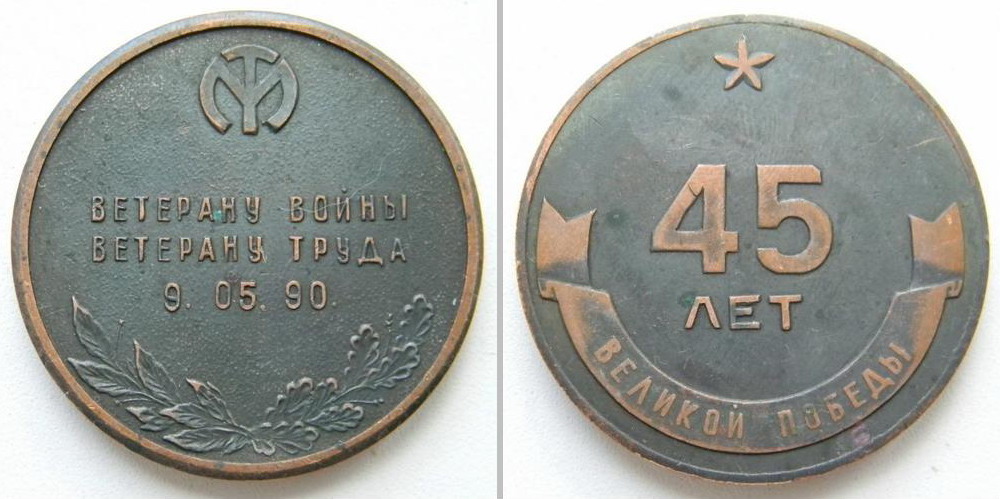 ВЕТЕРАНУ ВОЙНЫ
ВЕТЕРАНУ ТРУДА
9. 05. 90.
45
ЛЕТ
ВЕЛИКОЙ ПОБЕДЫ